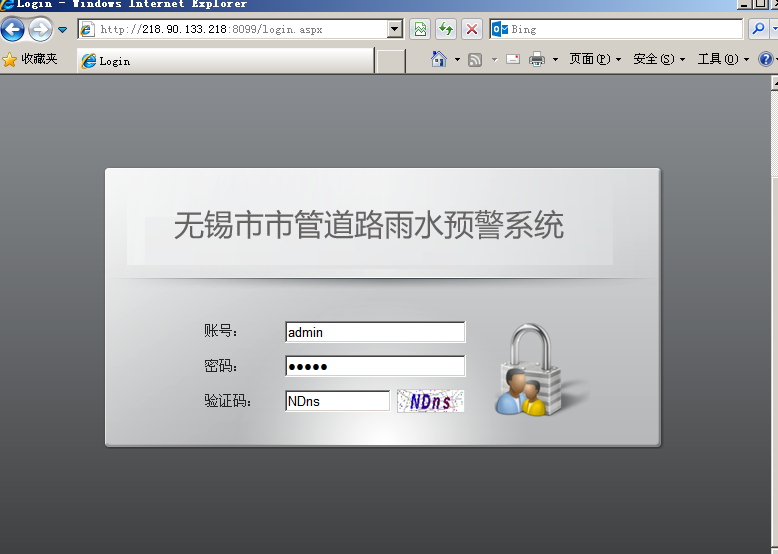 Login - Windows Internet Explorer
http://218.90.133.218:8099/login.aspx
Bing
收藏夹
Login
页面(P)
安全(S)
工具(O)
无锡市市管道路雨水预警系统
账号：
admin
密码：
●●●●●
验证码：
NDns
NDns